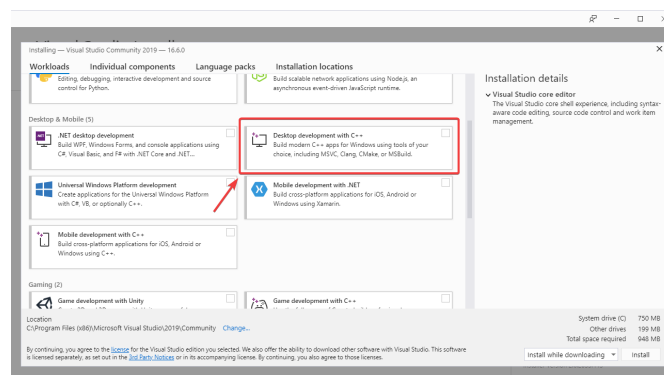 Installing — Visual Studio Community 2019 — 16.6.0
Workloads Individual components Language packs Installation locations
Editing, debugging, interactive development and source
control for Python.
Build scalable network applications using Node.js, an
asynchronous event-driven JavaScript runtime.
Desktop & Mobile (5)
.NET desktop development
Build WPF, Windows Forms, and console applications using
C#, Visual Basic, and F# with .NET Core and .NET...
Desktop development with C++
Build modern C++ apps for Windows using tools of your
choice, including MSVC, Clang, CMake, or MSBuild.
Universal Windows Platform development
Create applications for the Universal Windows Platform
with C#, VB, or optionally C++.
Mobile development with .NET
Build cross-platform applications for iOS, Android or
Windows using Xamarin.
Mobile development with C++
Build cross-platform applications for iOS, Android or
Windows using C++.
Gaming (2)
Game development with Unity
Game development with C++
Installation details
Visual Studio core editor
The Visual Studio core shell experience, including syntax-
aware code editing, source code control and work item
management.
Location
C:\Program Files (x86)\Microsoft Visual Studio\2019\Community Change...
By continuing, you agree to the license for the Visual Studio edition you selected. We also offer the ability to download other software with Visual Studio. This software
is licensed separately, as set out in the 3rd Party Notices or in its accompanying license. By continuing, you also agree to those licenses.
System drive (C) 750 MB
Other drives 199 MB
Total space required 948 MB
Install while downloading Install